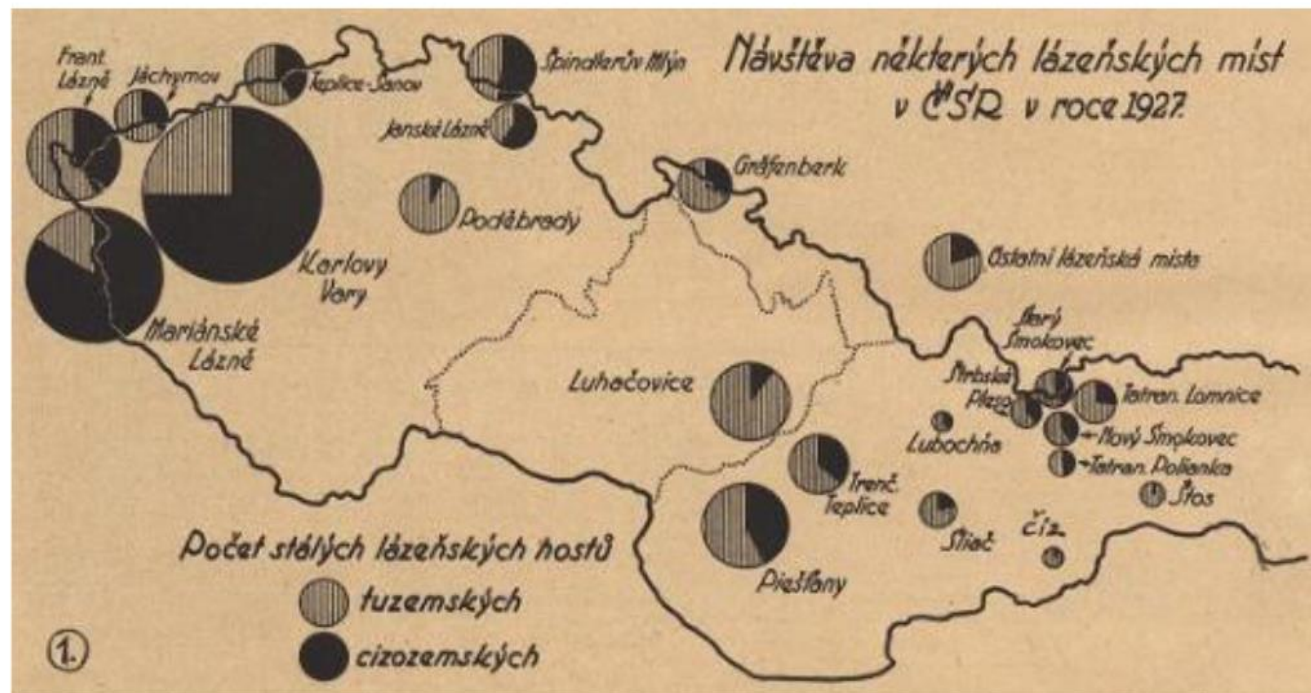 Návštěva některých lázeňských míst
v ČSR v roce 1927.
Frant.
Lázně
Jáchymov
Teplice-Šanov
Špindlerův Mlýn
Janské Lázně
Gräfenberk
Poděbrady
Karlovy
Vary
Mariánské
Lázně
Ostatní lázeňská místa
Starý
Smokovec
Štrbské
Pleso
Tatran. Lomnice
Nový Smokovec
Tatran. Polianka
Štos
Luhačovice
Lubochňa
Trenč.
Teplice
Sliač
Číz.
Piešťany
Počet stálých lázeňských hostů
tuzemských
cizozemských
1.